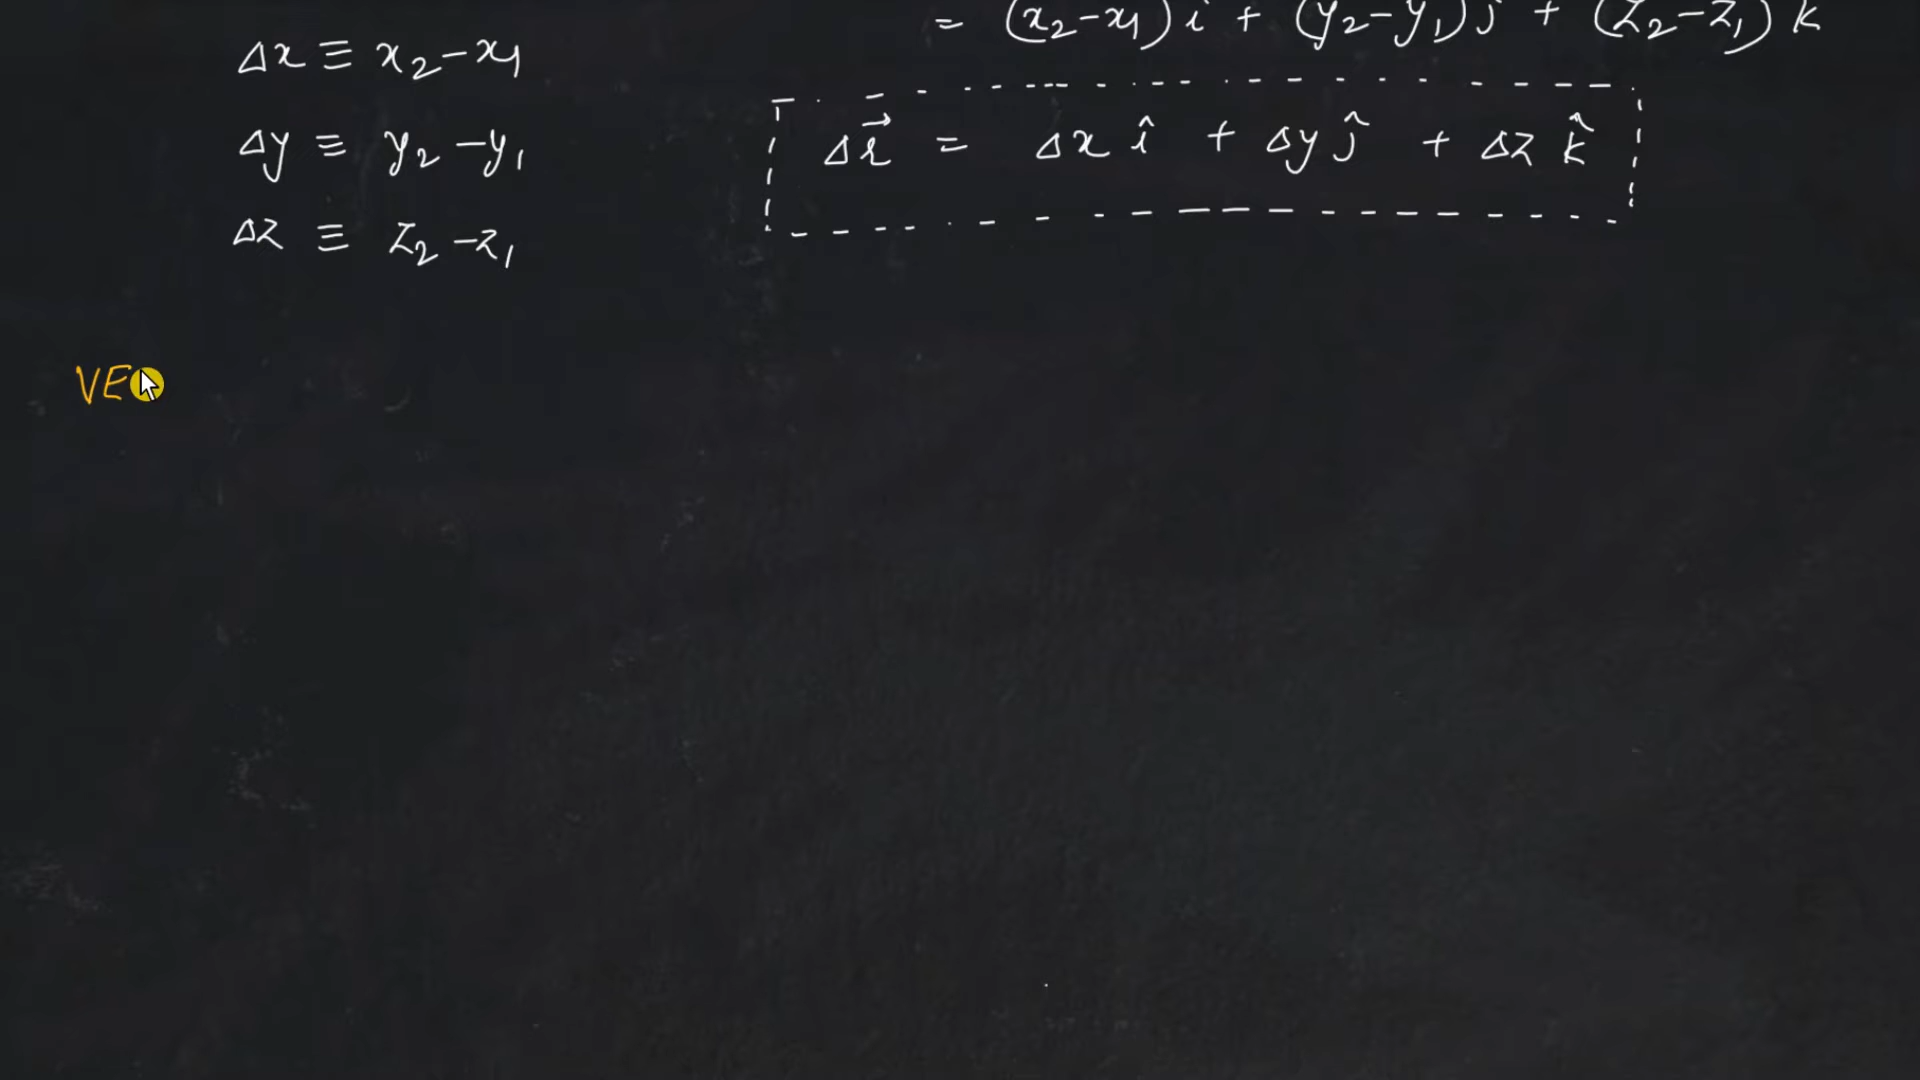 = (x₂-x₁) i + (y₂-y₁) j + (z₂-z₁) k
Δx ≡ x₂-x₁
Δy ≡ y₂-y₁
Δz ≡ z₂-z₁
Δr⃗ = Δx î + Δy ĵ + Δz k̂
VE